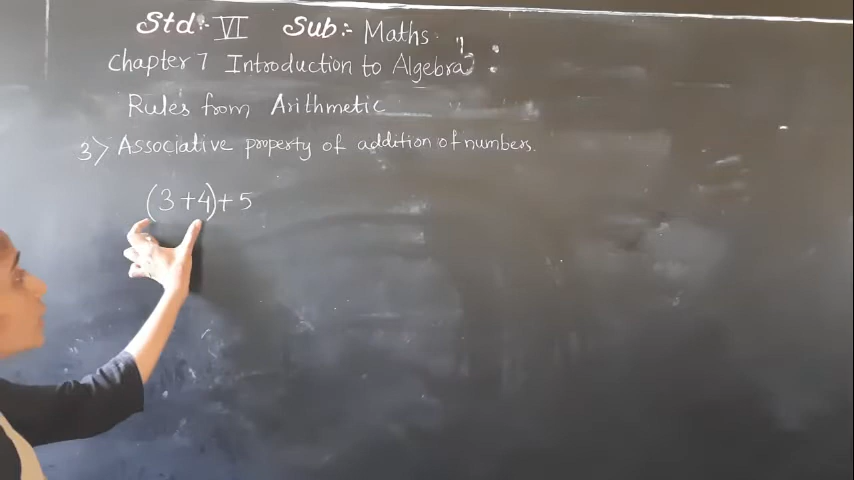 Std:- VI Sub:- Maths.
Chapter 7 Introduction to Algebra
Rules from Arithmetic
3) Associative property of addition of numbers.
(3+4)+5